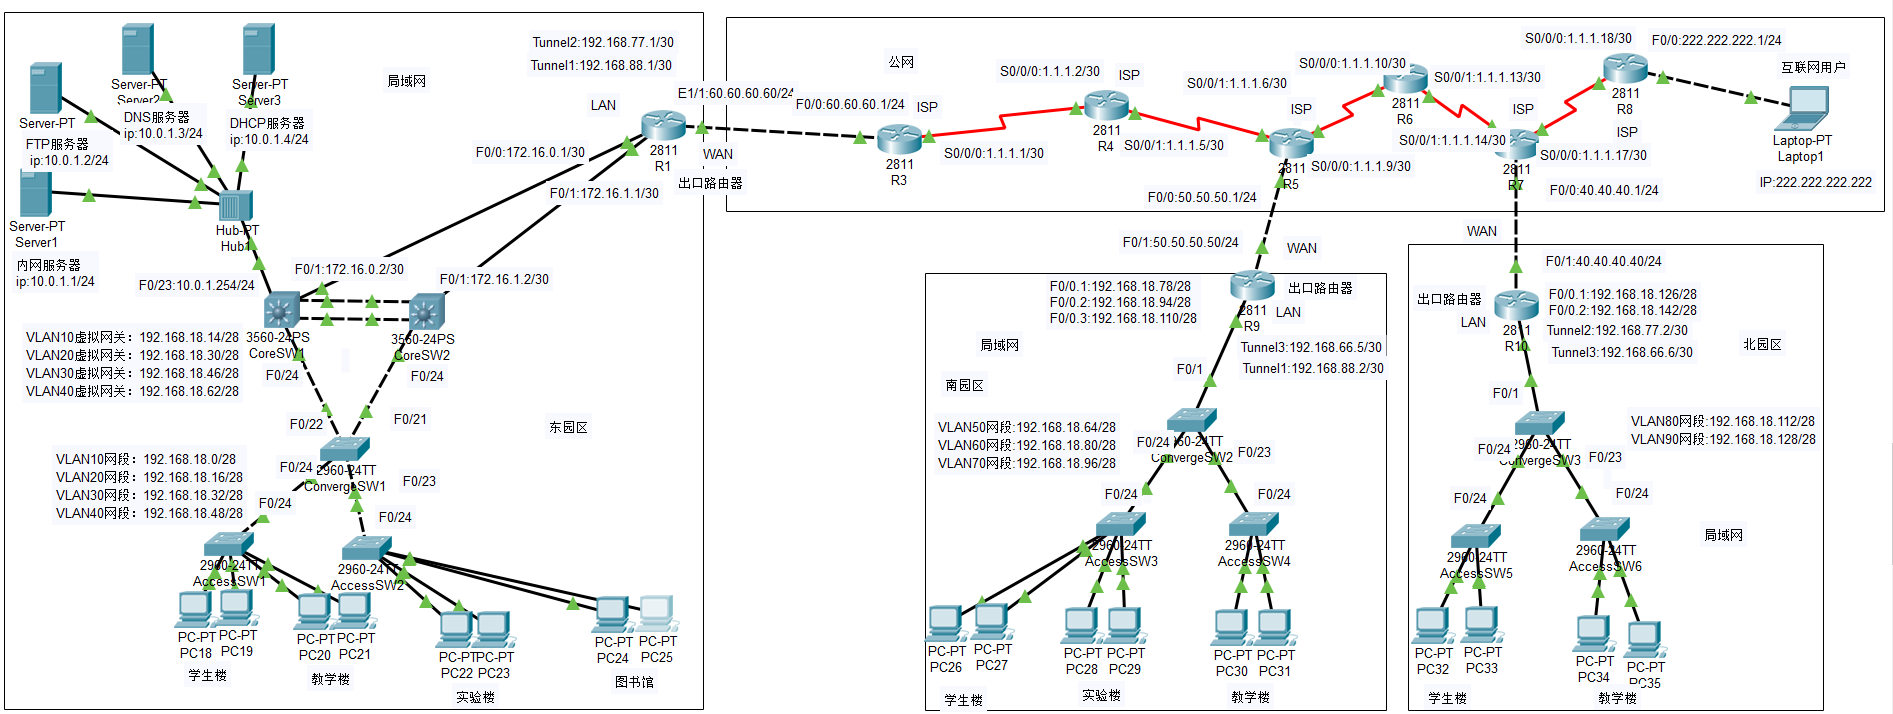 Server-PT
Server2
DNS服务器
ip:10.0.1.3/24
Server-PT
Server3
DHCP服务器
ip:10.0.1.4/24
Server-PT
FTP服务器
ip:10.0.1.2/24
Server-PT
Server1
内网服务器
ip:10.0.1.1/24
Hub-PT
Hub1
局域网
Tunnel2:192.168.77.1/30
Tunnel1:192.168.88.1/30
LAN
E1/1:60.60.60.60/24
2811
R1
WAN
出口路由器
F0/0:172.16.0.1/30
F0/1:172.16.1.1/30
F0/1:172.16.0.2/30
F0/1:172.16.1.2/30
F0/23:10.0.1.254/24
3560-24PS
CoreSW1
3560-24PS
CoreSW2
F0/24
F0/24
VLAN10虚拟网关：192.168.18.14/28
VLAN20虚拟网关：192.168.18.30/28
VLAN30虚拟网关：192.168.18.46/28
VLAN40虚拟网关：192.168.18.62/28
F0/22
F0/21
东园区
2960-24TT
ConvergeSW1
F0/24
F0/23
VLAN10网段：192.168.18.0/28
VLAN20网段：192.168.18.16/28
VLAN30网段：192.168.18.32/28
VLAN40网段：192.168.18.48/28
F0/24
F0/24
2960-24TT
AccessSW1
2960-24TT
AccessSW2
PC-PT
PC18
PC-PT
PC19
PC-PT
PC20
PC-PT
PC21
PC-PT
PC22
PC-PT
PC23
PC-PT
PC24
PC-PT
PC25
学生楼
教学楼
实验楼
图书馆
公网
F0/0:60.60.60.1/24
ISP
2811
R3
S0/0/0:1.1.1.1/30
S0/0/0:1.1.1.2/30
ISP
2811
R4
S0/0/1:1.1.1.5/30
S0/0/1:1.1.1.6/30
ISP
2811
R5
S0/0/0:1.1.1.9/30
F0/0:50.50.50.1/24
S0/0/0:1.1.1.10/30
2811
R6
S0/0/1:1.1.1.13/30
S0/0/1:1.1.1.14/30
ISP
2811
R7
S0/0/0:1.1.1.17/30
F0/0:40.40.40.1/24
S0/0/0:1.1.1.18/30
F0/0:222.222.222.1/24
2811
R8
ISP
互联网用户
Laptop-PT
Laptop1
IP:222.222.222.222
F0/1:50.50.50.50/24
WAN
F0/0.1:192.168.18.78/28
F0/0.2:192.168.18.94/28
F0/0.3:192.168.18.110/28
出口路由器
2811
R9
LAN
局域网
Tunnel3:192.168.66.5/30
Tunnel1:192.168.88.2/30
F0/1
南园区
VLAN50网段:192.168.18.64/28
VLAN60网段:192.168.18.80/28
VLAN70网段:192.168.18.96/28
F0/24
ConvergeSW2
F0/23
F0/24
F0/24
2960-24TT
AccessSW3
2960-24TT
AccessSW4
PC-PT
PC26
PC-PT
PC27
PC-PT
PC28
PC-PT
PC29
PC-PT
PC30
PC-PT
PC31
学生楼
实验楼
教学楼
WAN
F0/1:40.40.40.40/24
出口路由器
LAN
2811
R10
F0/0.1:192.168.18.126/28
F0/0.2:192.168.18.142/28
Tunnel2:192.168.77.2/30
Tunnel3:192.168.66.6/30
北园区
F0/1
VLAN80网段:192.168.18.112/28
VLAN90网段:192.168.18.128/28
F0/24
2960-24TT
ConvergeSW3
F0/23
F0/24
F0/24
局域网
2960-24TT
AccessSW5
2960-24TT
AccessSW6
PC-PT
PC32
PC-PT
PC33
PC-PT
PC34
PC-PT
PC35
学生楼
教学楼